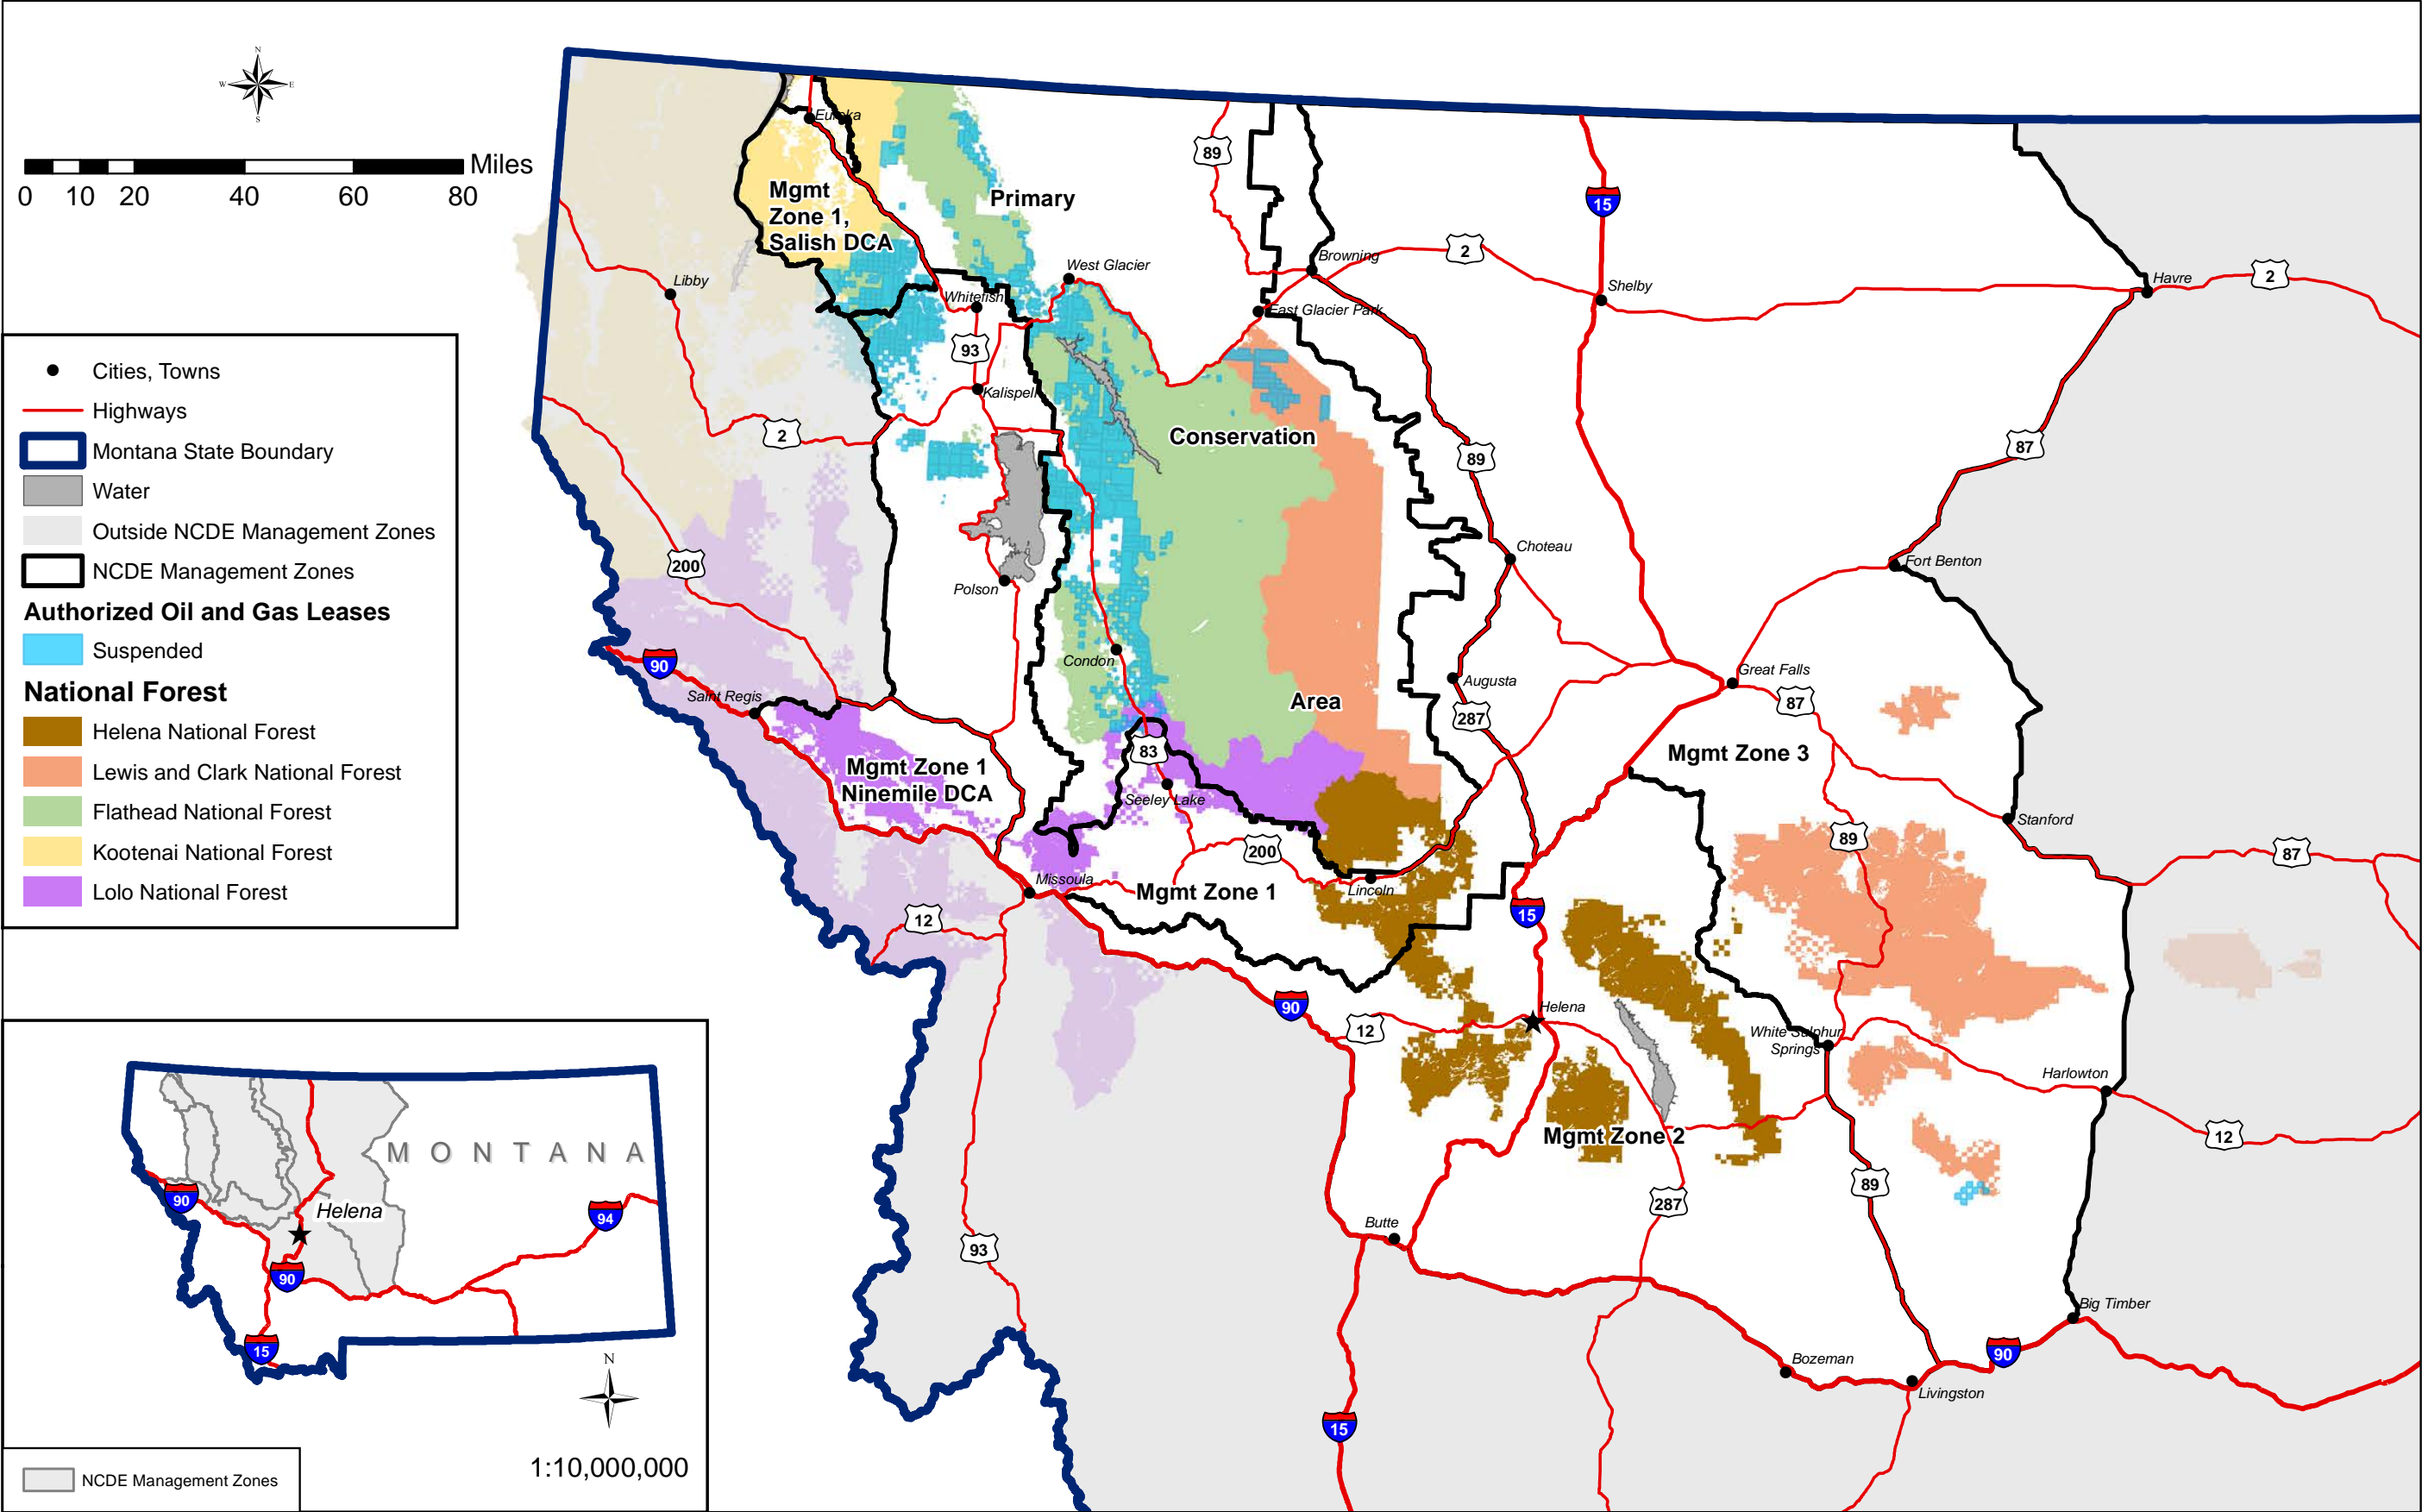 N
W
E
S
Miles
0 10 20 40 60 80
Cities, Towns
Highways
Montana State Boundary
Water
Outside NCDE Management Zones
NCDE Management Zones
Authorized Oil and Gas Leases
Suspended
National Forest
Helena National Forest
Lewis and Clark National Forest
Flathead National Forest
Kootenai National Forest
Lolo National Forest
Eureka
Mgmt
Zone 1,
Salish DCA
Primary
89
15
Libby
West Glacier
Browning
2
Shelby
Havre
2
Whitefish
East Glacier Park
93
Kalispell
2
Conservation
89
87
200
Polson
Choteau
Fort Benton
90
Condon
Saint Regis
Area
Augusta
287
Great Falls
87
83
Mgmt Zone 3
Mgmt Zone 1
Ninemile DCA
Seeley Lake
200
89
Stanford
87
Missoula
Mgmt Zone 1
Lincoln
12
15
90
12
Helena
White Sulphur
Springs
Harlowton
Mgmt Zone 2
12
89
287
93
Butte
Big Timber
90
Bozeman
Livingston
15
MONTANA
90
Helena
94
90
15
N
1:10,000,000
NCDE Management Zones